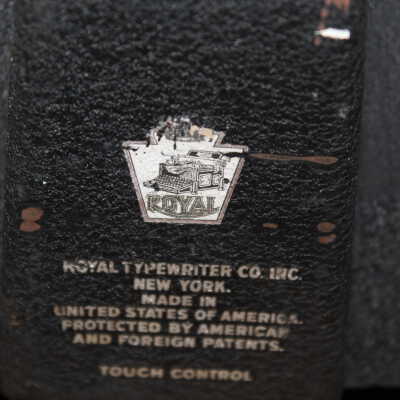 ROYAL
ROYAL TYPEWRITER CO. INC.
NEW YORK.
MADE IN
UNITED STATES OF AMERICA.
PROTECTED BY AMERICAN
AND FOREIGN PATENTS.
TOUCH CONTROL